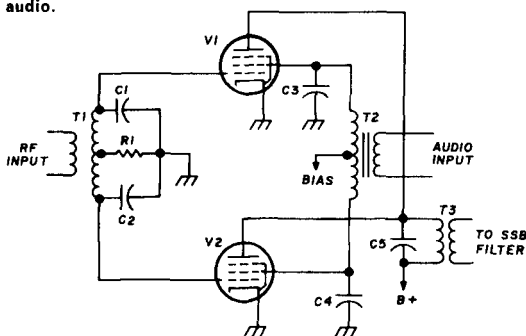 audio.
V1
C1
C3
T1
T2
R1
RF
INPUT
AUDIO
INPUT
BIAS
C2
T3
V2
C5
TO SSB
FILTER
C4
B+